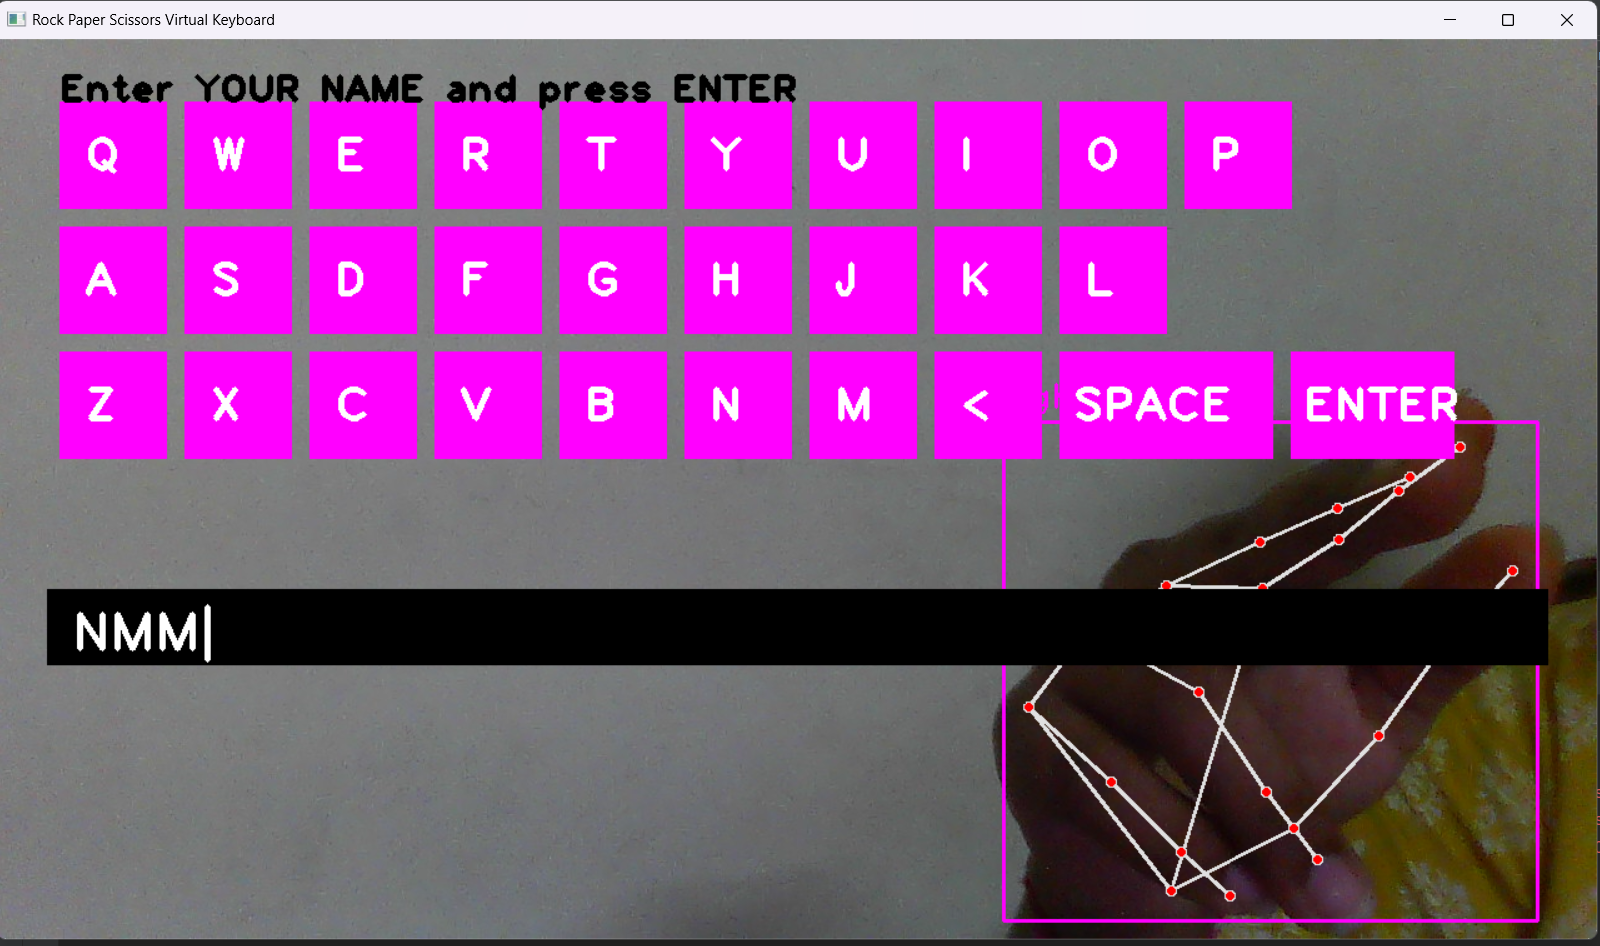 Rock Paper Scissors Virtual Keyboard
Enter YOUR NAME and press ENTER
Q W E R T Y U I O P
A S D F G H J K L
Z X C V B N M < SPACE ENTER
NMM|